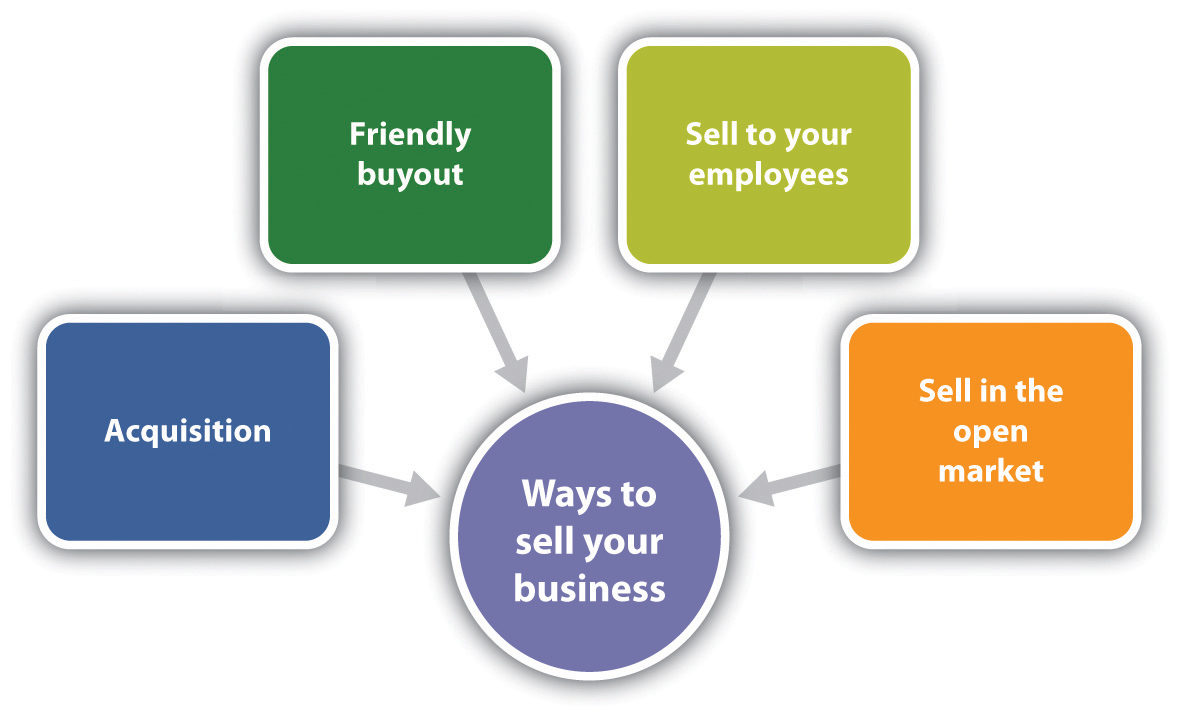 Friendly
buyout
Sell to your
employees
Acquisition
Sell in the
open
market
Ways to
sell your
business